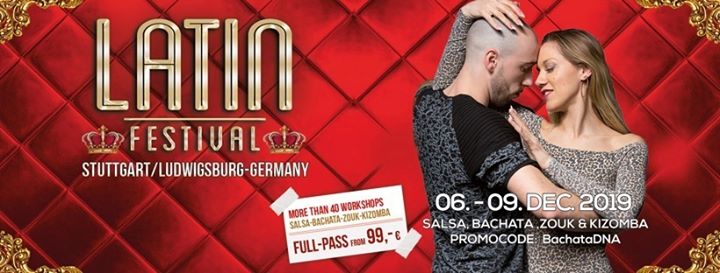 LATIN
FESTIVAL
STUTTGART/LUDWIGSBURG-GERMANY
MORE THAN 40 WORKSHOPS
SALSA-BACHATA-ZOUK-KIZOMBA
FULL-PASS FROM 99,- €
06. - 09. DEC. 2019
SALSA, BACHATA ,ZOUK & KIZOMBA
PROMOCODE: BachataDNA